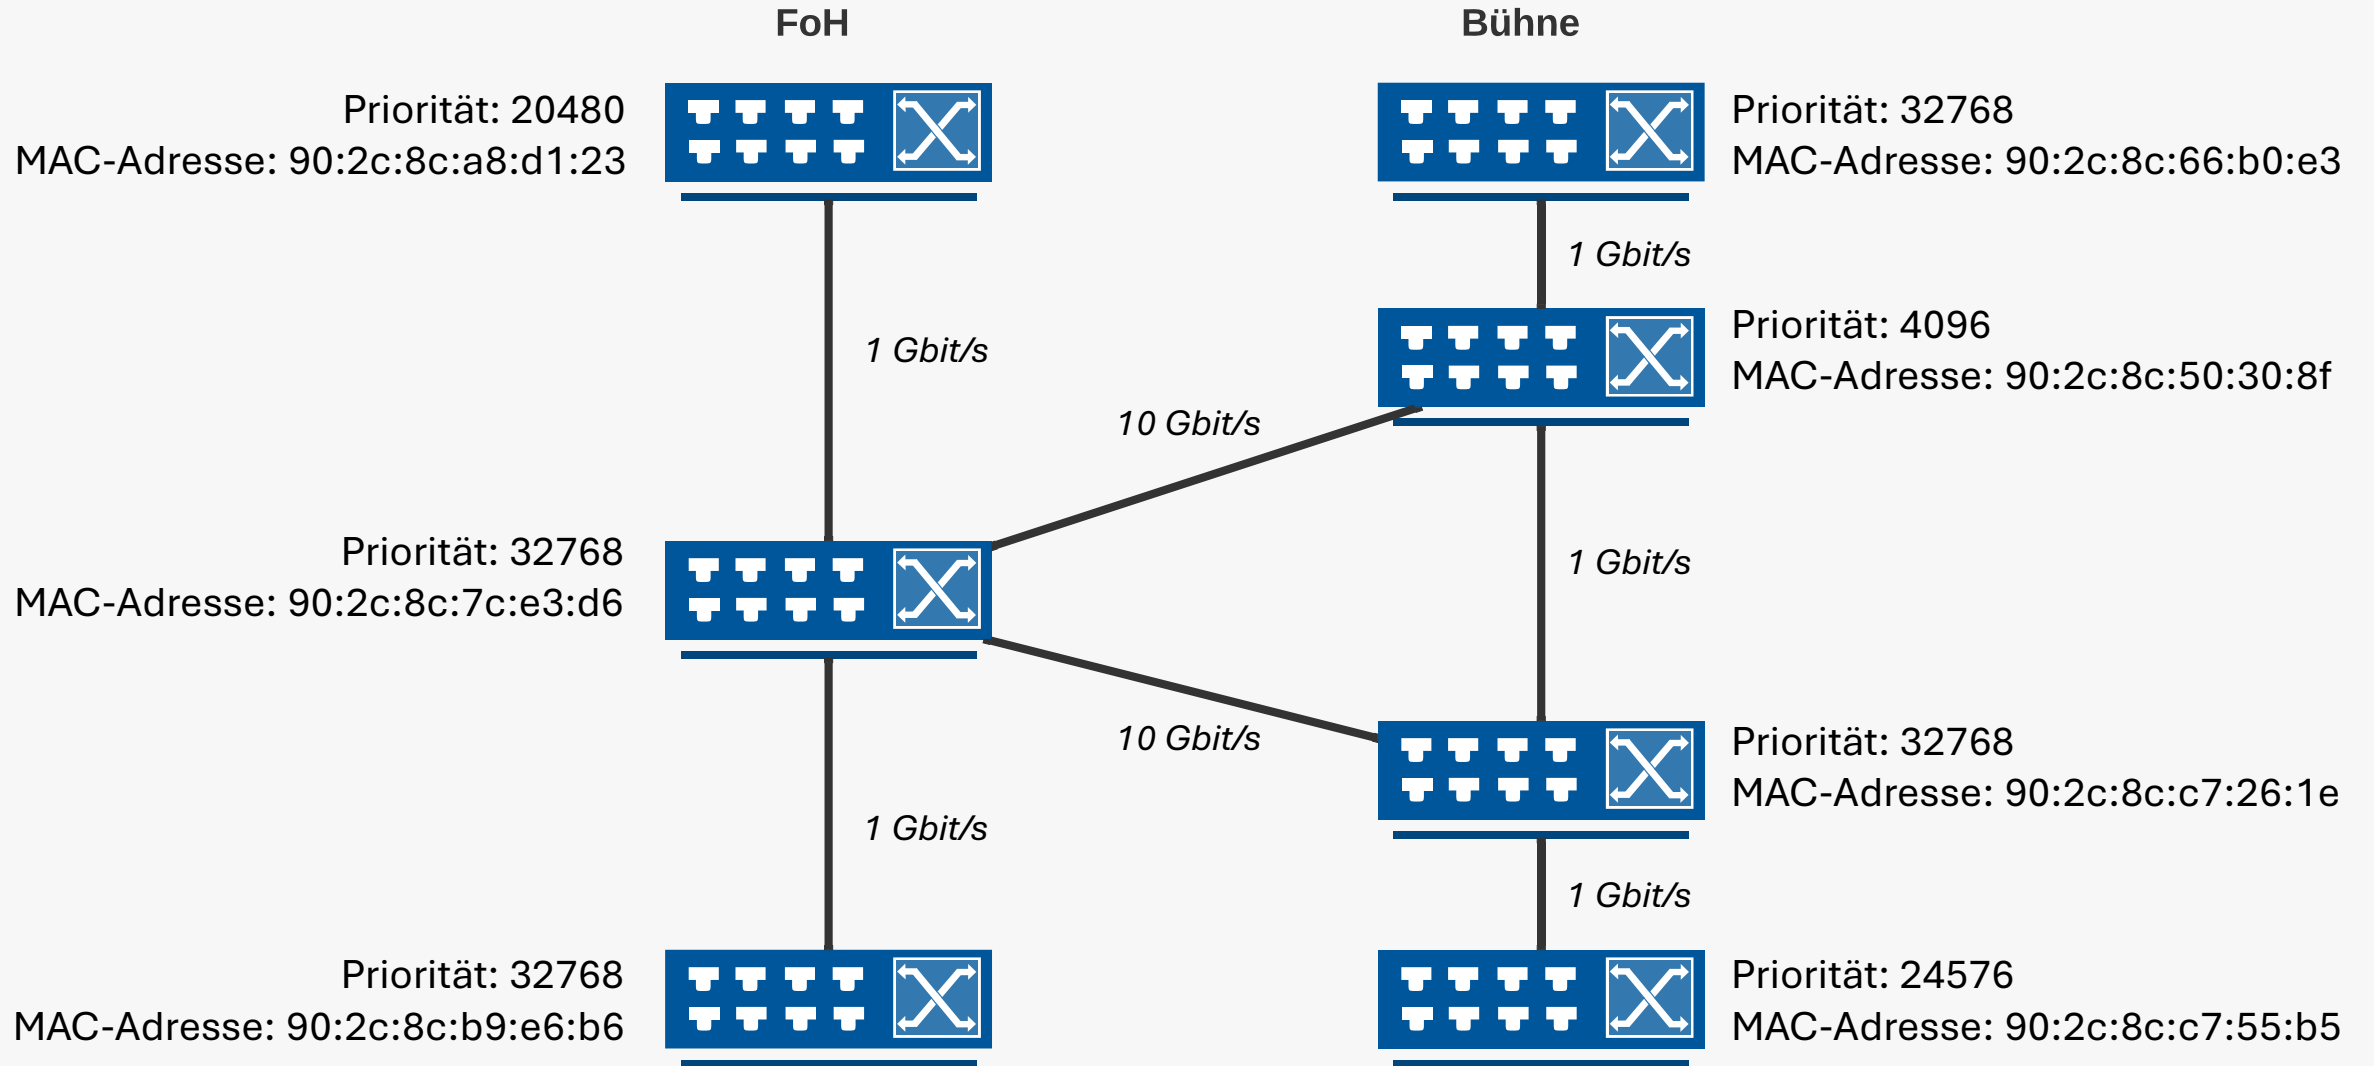 FoH
Bühne
Priorität: 20480
MAC-Adresse: 90:2c:8c:a8:d1:23
Priorität: 32768
MAC-Adresse: 90:2c:8c:66:b0:e3
1 Gbit/s
1 Gbit/s
Priorität: 4096
MAC-Adresse: 90:2c:8c:50:30:8f
10 Gbit/s
Priorität: 32768
MAC-Adresse: 90:2c:8c:7c:e3:d6
1 Gbit/s
10 Gbit/s
Priorität: 32768
MAC-Adresse: 90:2c:8c:c7:26:1e
1 Gbit/s
1 Gbit/s
Priorität: 32768
MAC-Adresse: 90:2c:8c:b9:e6:b6
Priorität: 24576
MAC-Adresse: 90:2c:8c:c7:55:b5